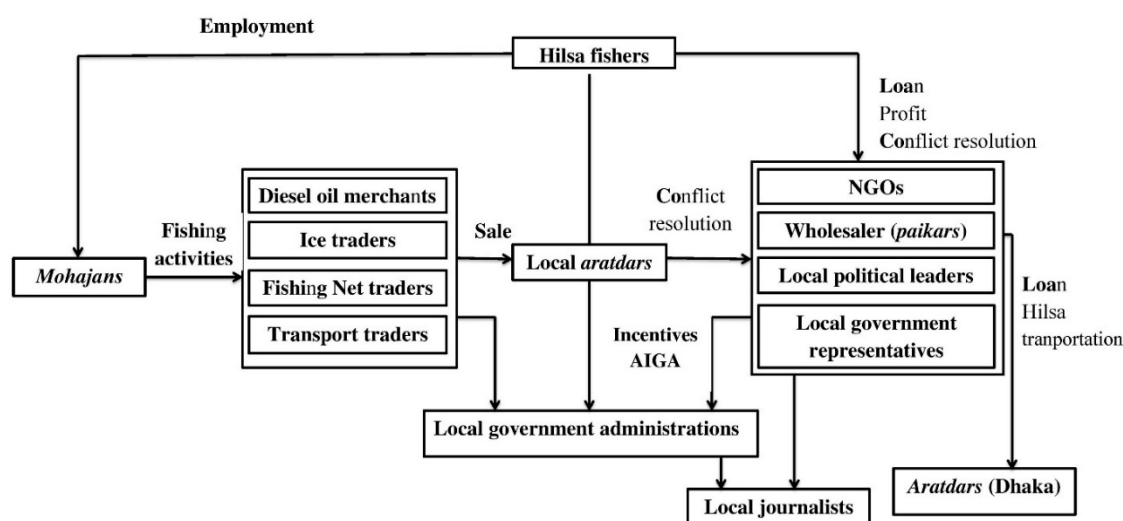 Employment
Hilsa fishers
Loan
Profit
Conflict resolution
Diesel oil merchants
Ice traders
Fishing Net traders
Transport traders
Fishing
activities
Mohajans
Sale
Local aratdars
Conflict
resolution
NGOs
Wholesaler (paikars)
Local political leaders
Local government
representatives
Loan
Hilsa
tranportation
Incentives
AIGA
Local government administrations
Local journalists
Aratdars (Dhaka)